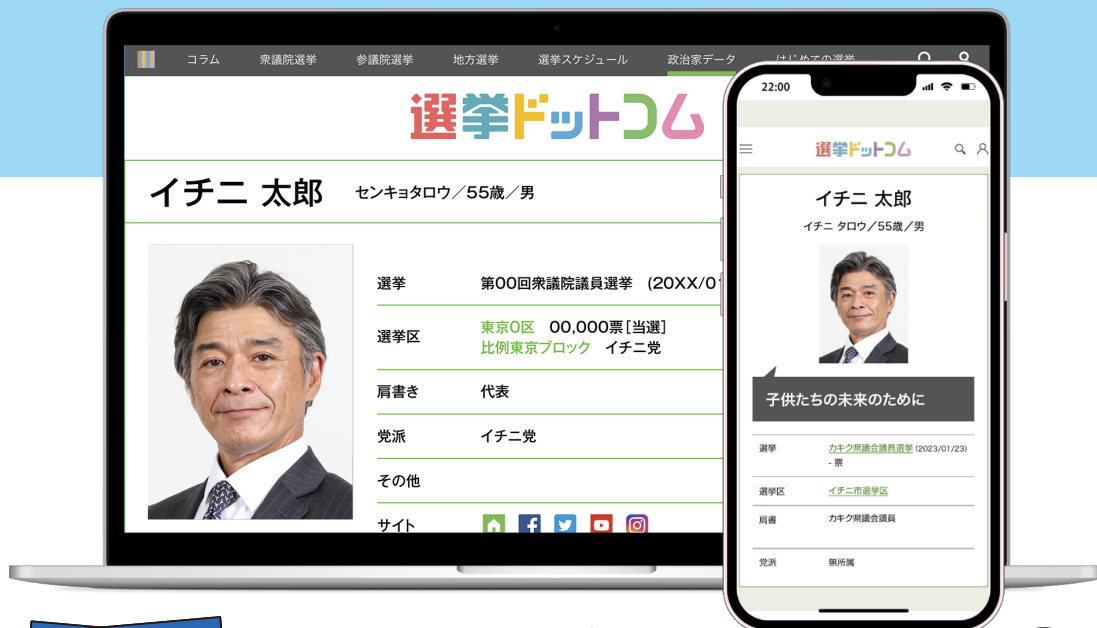 コラム 衆議院選挙 参議院選挙 地方選挙 選挙スケジュール 政治家データ はじめての選挙
選挙ドットコム
イチニ 太郎 センキョタロウ／55歳／男
選挙 第00回衆議院議員選挙 (20XX/0
選挙区 東京0区 00,000票[当選]
比例東京ブロック イチニ党
肩書き 代表
党派 イチニ党
その他
サイト
22:00
選挙ドットコム
イチニ 太郎
イチニ タロウ／55歳／男
子供たちの未来のために
選挙 カキク県議会議員選挙 (2023/01/23)
- 票
選挙区 イチニ市選挙区
肩書 カキク県議会議員
党派 無所属